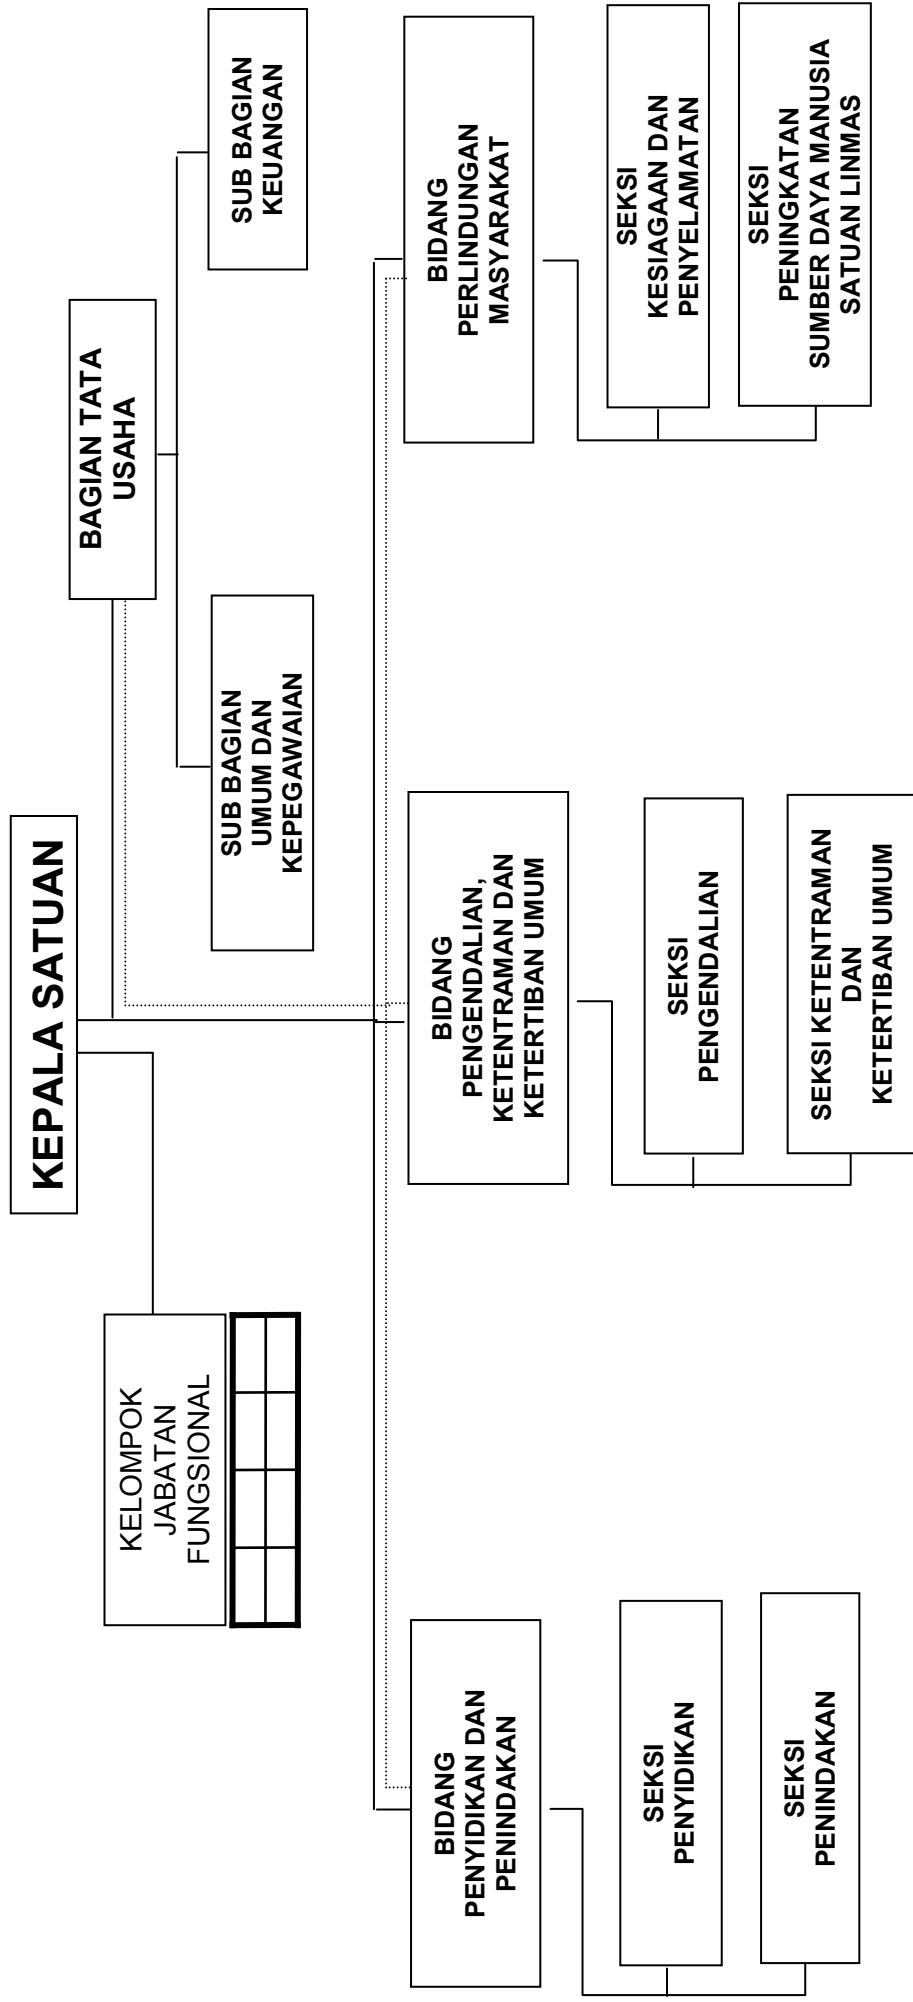 KEPALA SATUAN
KELOMPOK
JABATAN
FUNGSIONAL
BAGIAN TATA
USAHA
SUB BAGIAN
UMUM DAN
KEPEGAWAIAN
SUB BAGIAN
KEUANGAN
BIDANG
PENYIDIKAN DAN
PENINDAKAN
SEKSI
PENYIDIKAN
SEKSI
PENINDAKAN
BIDANG
PENGENDALIAN,
KETENTRAMAN DAN
KETERTIBAN UMUM
SEKSI
PENGENDALIAN
SEKSI KETENTRAMAN
DAN
KETERTIBAN UMUM
BIDANG
PERLINDUNGAN
MASYARAKAT
SEKSI
KESIAGAAN DAN
PENYELAMATAN
SEKSI
PENINGKATAN
SUMBER DAYA MANUSIA
SATUAN LINMAS